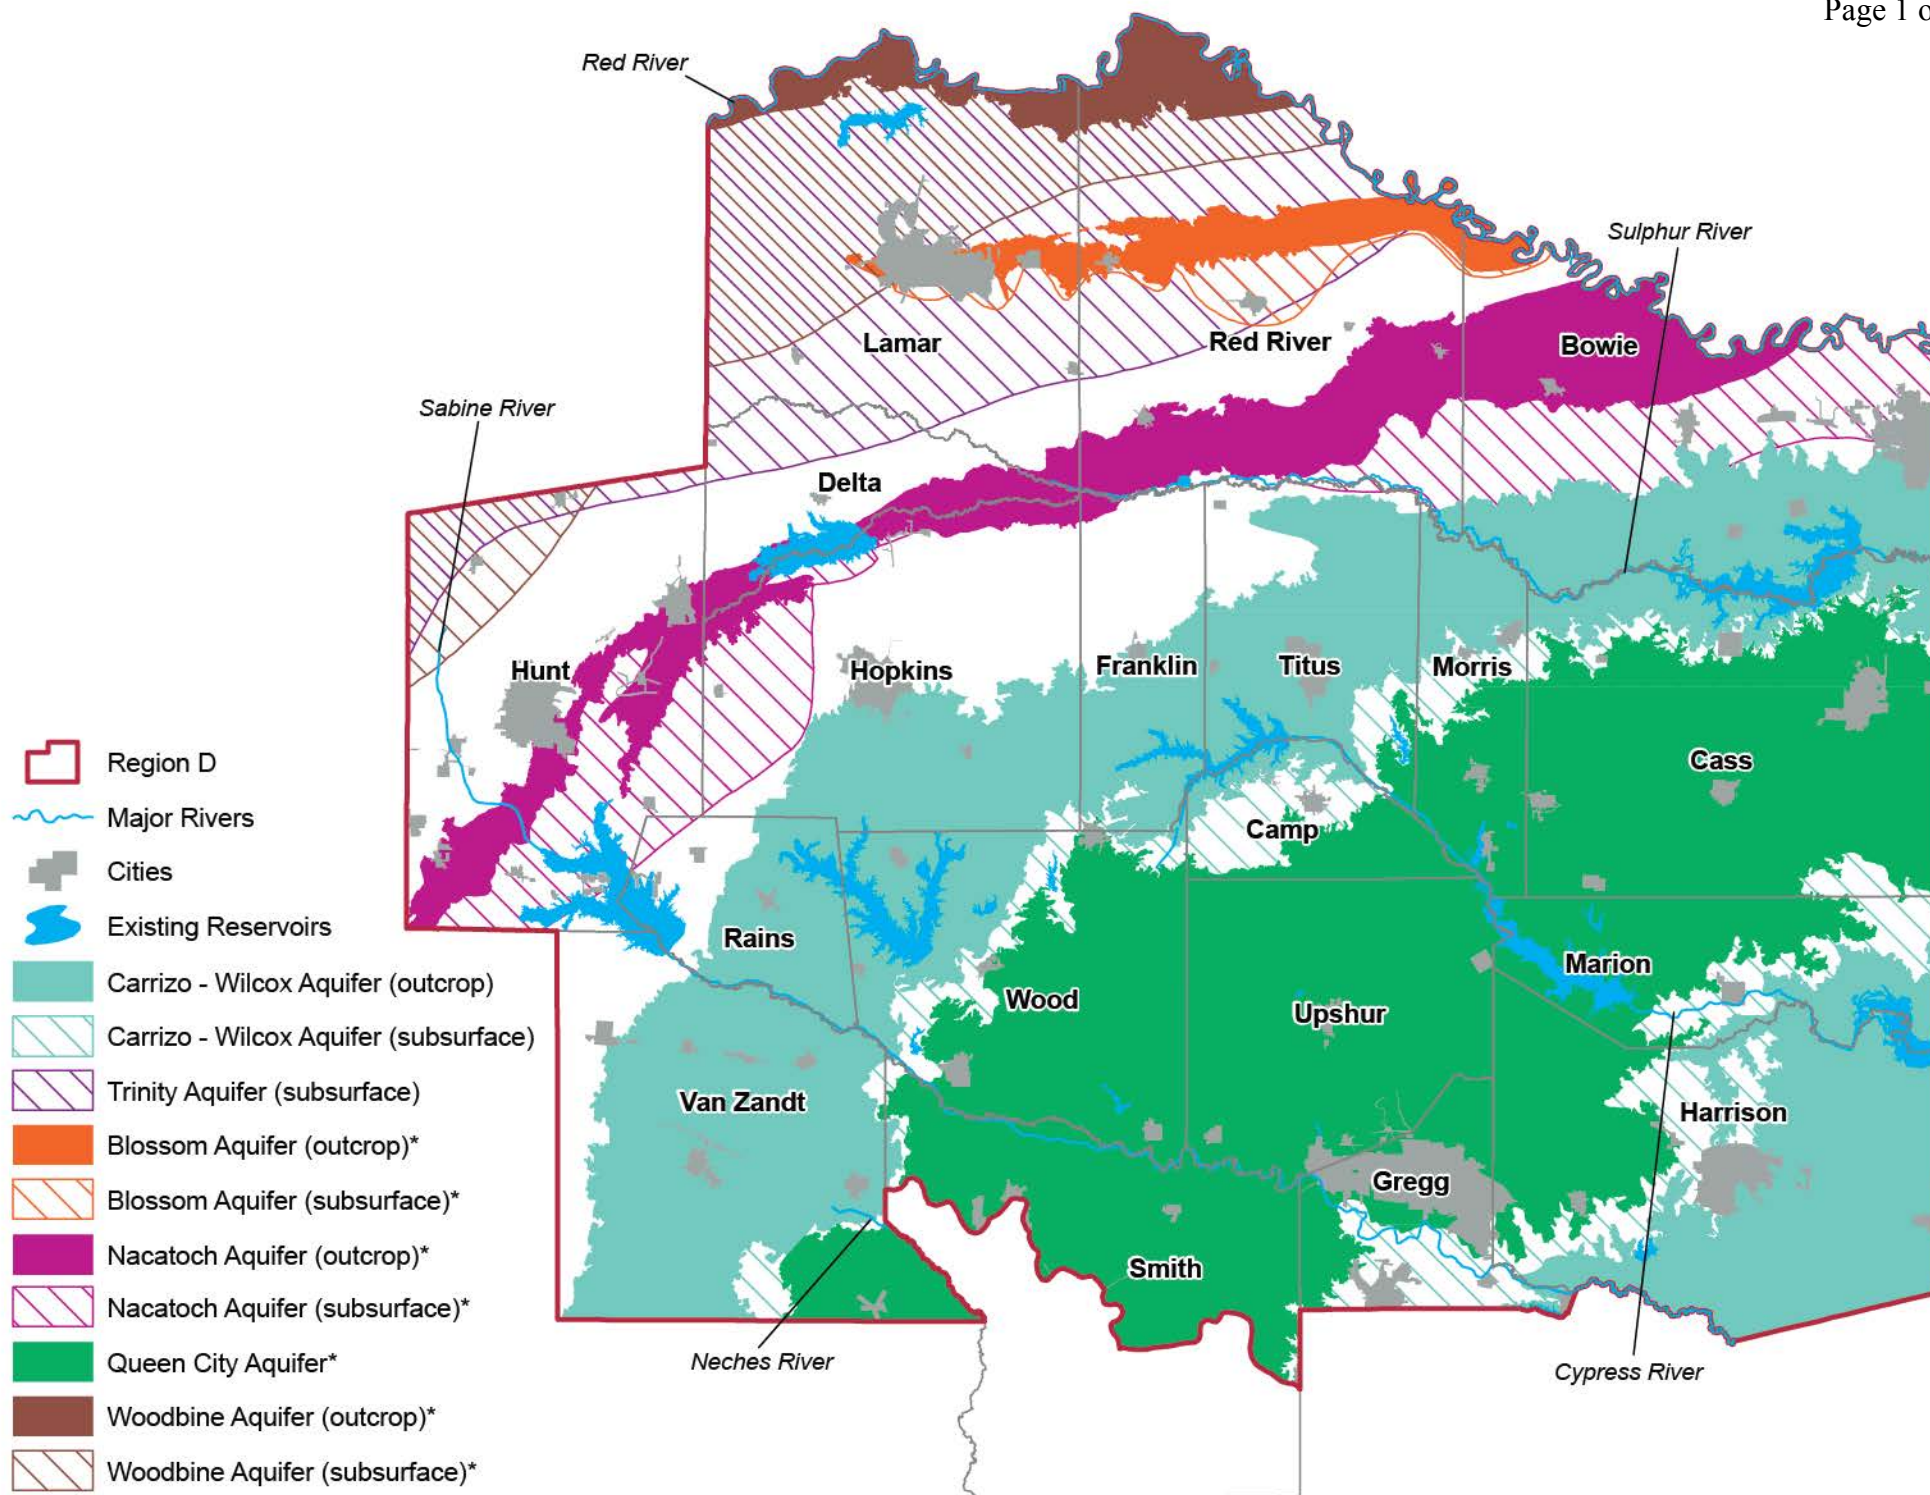 Page 1 o
Red River
Sulphur River
Lamar
Red River
Bowie
Sabine River
Delta
Hunt
Hopkins
Franklin
Titus
Morris
Cass
Camp
Rains
Wood
Marion
Upshur
Van Zandt
Harrison
Gregg
Smith
Neches River
Cypress River
Region D
Major Rivers
Cities
Existing Reservoirs
Carrizo - Wilcox Aquifer (outcrop)
Carrizo - Wilcox Aquifer (subsurface)
Trinity Aquifer (subsurface)
Blossom Aquifer (outcrop)*
Blossom Aquifer (subsurface)*
Nacatoch Aquifer (outcrop)*
Nacatoch Aquifer (subsurface)*
Queen City Aquifer*
Woodbine Aquifer (outcrop)*
Woodbine Aquifer (subsurface)*